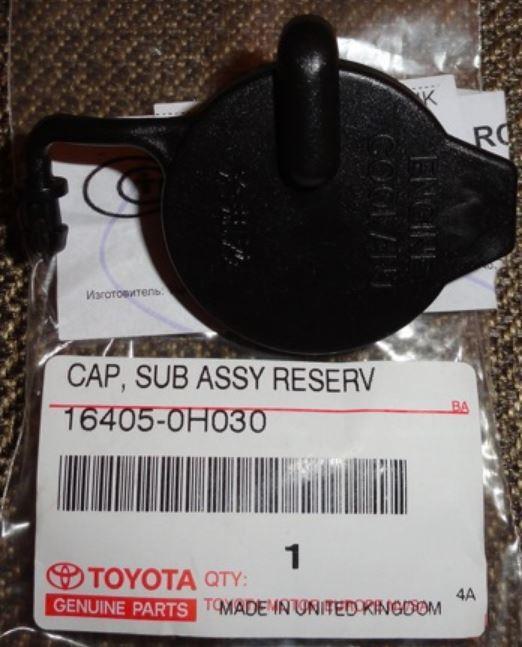 ENGINE
COOLANT
Изготовитель:
CAP, SUB ASSY RESERV
BA
16405-0H030
1
TOYOTA QTY:
GENUINE PARTS
MADE IN UNITED KINGDOM
4A